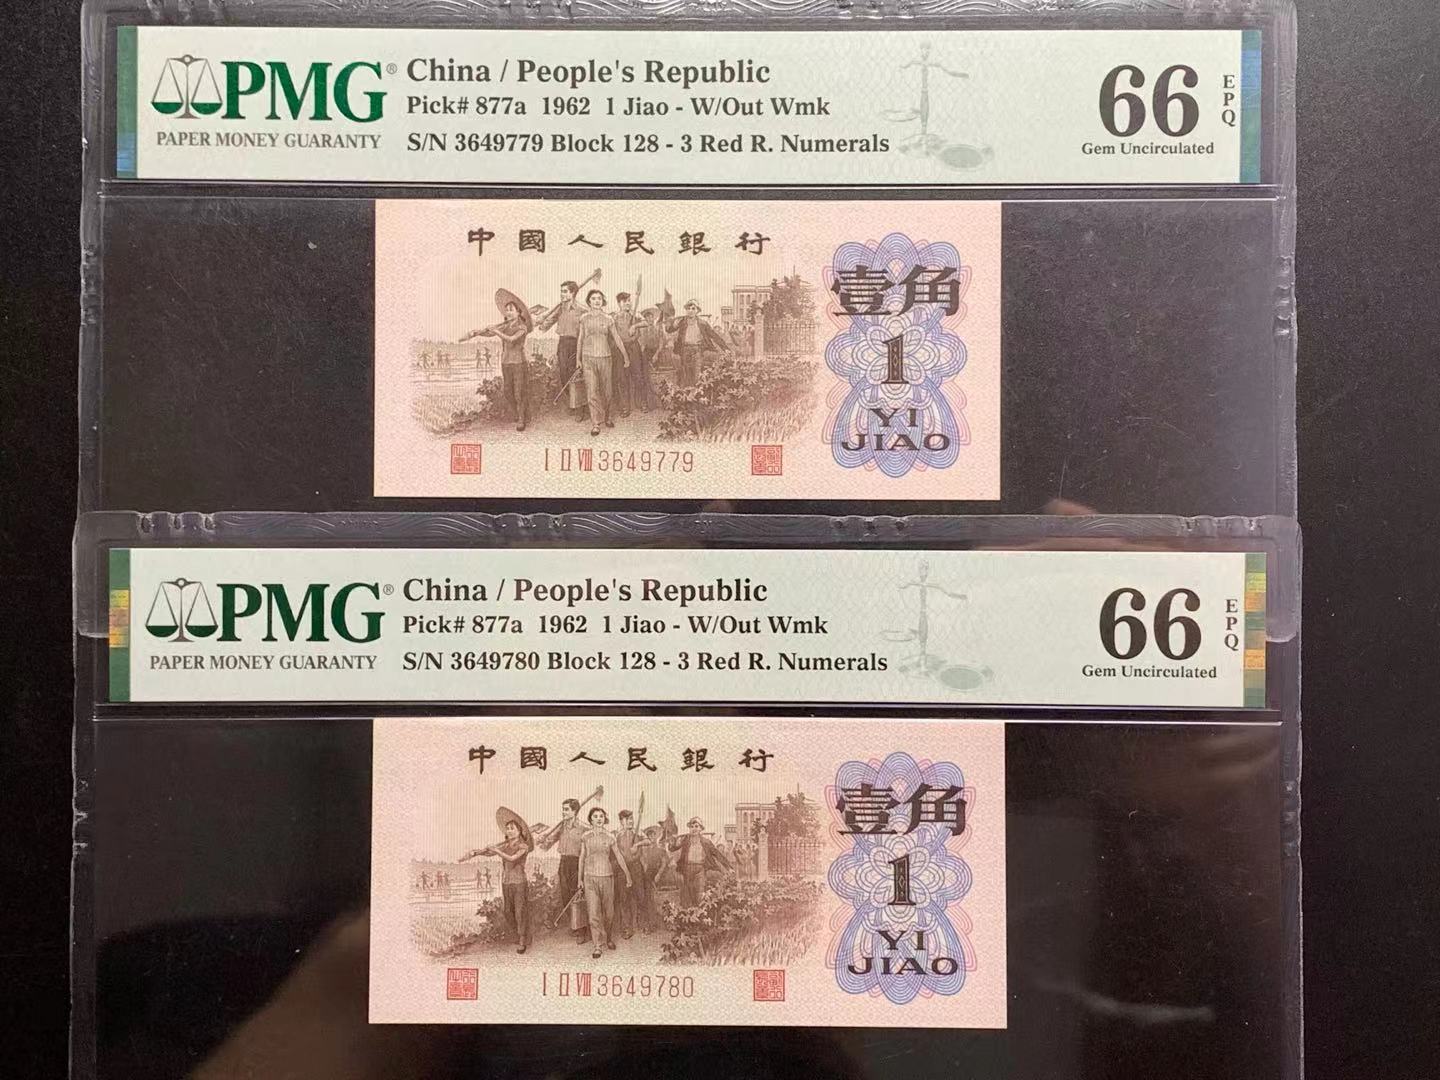 PMG® China / People's Republic
Pick# 877a 1962 1 Jiao - W/Out Wmk
PAPER MONEY GUARANTY
S/N 3649779 Block 128 - 3 Red R. Numerals
66 EPQ
Gem Uncirculated
中國人民銀行
壹角
1
YI
JIAO
I II VIII 3649779
PMG® China / People's Republic
Pick# 877a 1962 1 Jiao - W/Out Wmk
PAPER MONEY GUARANTY
S/N 3649780 Block 128 - 3 Red R. Numerals
66 EPQ
Gem Uncirculated
中國人民銀行
壹角
1
YI
JIAO
I II VIII 3649780